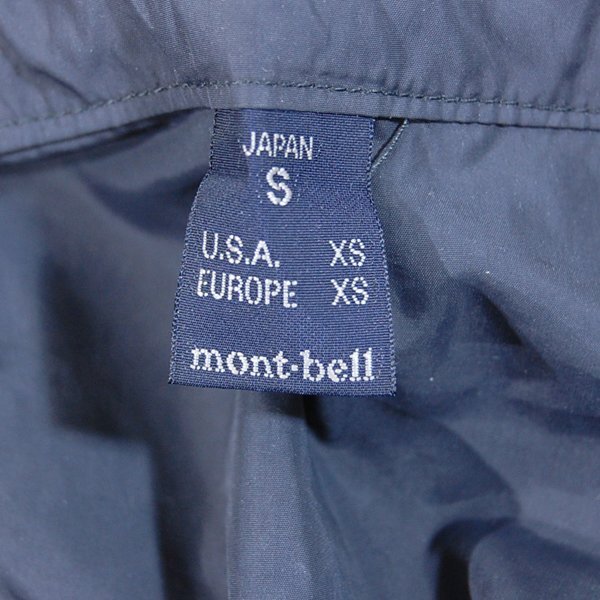 JAPAN
S
U.S.A. XS
EUROPE XS
mont-bell